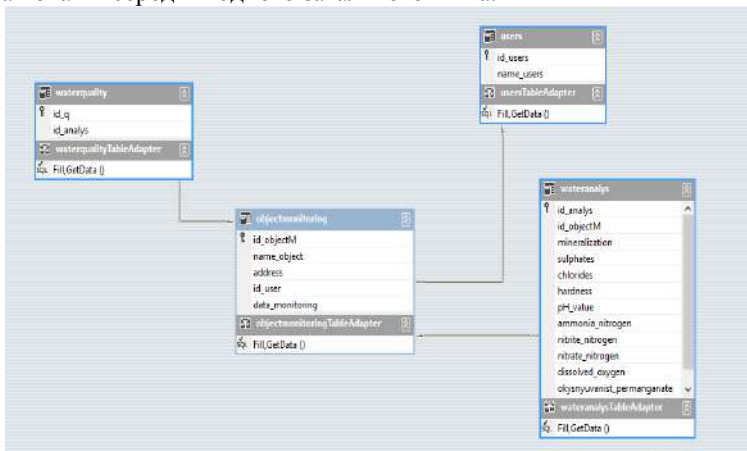 users
id_users
name_users
usersTableAdapter
Fill,GetData ()
waterquality
id_q
id_analys
waterqualityTableAdapter
Fill,GetData ()
objectmonitoring
id_objectM
name_object
address
id_user
data_monitoring
objectmonitoringTableAdapter
Fill,GetData ()
wateranalys
id_analys
id_objectM
mineralization
sulphates
chlorides
hardness
pH_value
ammonia_nitrogen
nitrite_nitrogen
nitrate_nitrogen
dissolved_oxygen
okysnyuvanist_permanganate
wateranalysTableAdapter
Fill,GetData ()